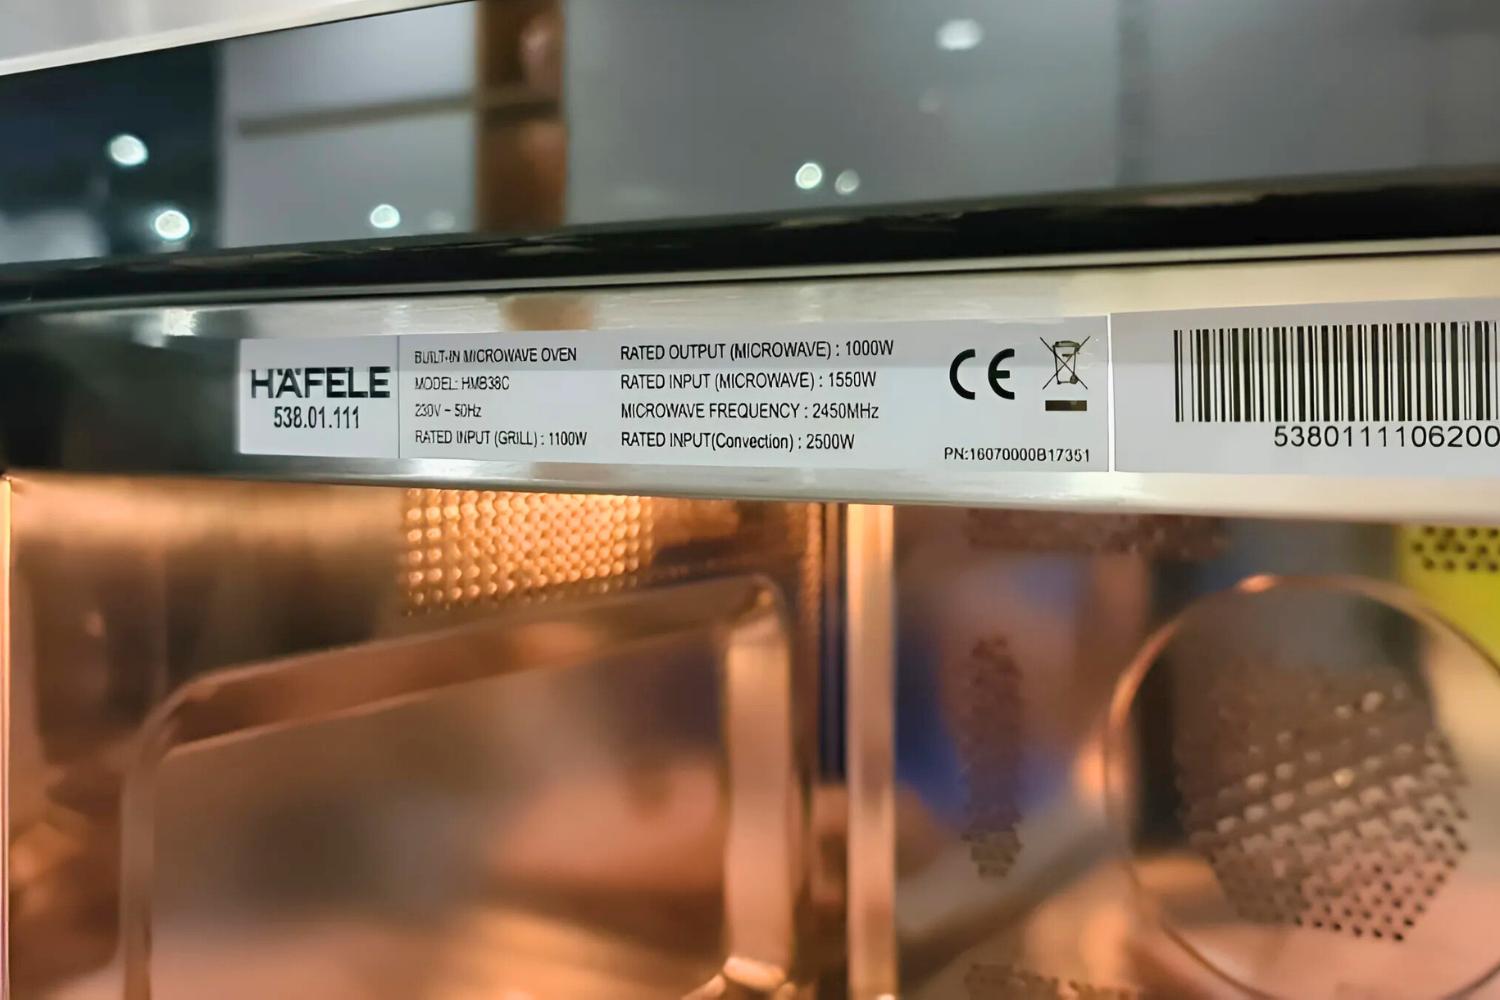 HÄFELE
538.01.111
BUILT-IN MICROWAVE OVEN
MODEL: HMB38C
230V ~ 50Hz
RATED INPUT (GRILL) : 1100W
RATED OUTPUT (MICROWAVE) : 1000W
RATED INPUT (MICROWAVE) : 1550W
MICROWAVE FREQUENCY : 2450MHz
RATED INPUT(Convection) : 2500W
CE
PN:16070000B17351
5380111106200